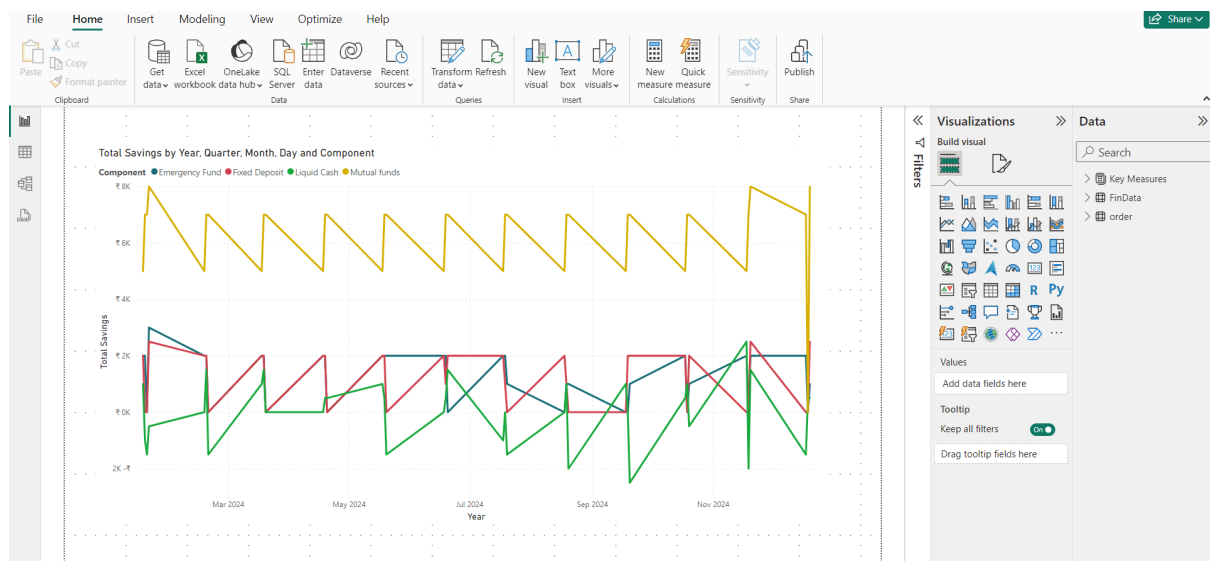 File Home Insert Modeling View Optimize Help Share
Paste
Cut
Copy
Format painter
Clipboard
Get data
Excel workbook
OneLake data hub
SQL Server
Enter data
Dataverse
Recent sources
Data
Transform data
Refresh
Queries
New visual
Text box
More visuals
Insert
New measure
Quick measure
Calculations
Sensitivity
Sensitivity
Publish
Share
DAX
Total Savings by Year, Quarter, Month, Day and Component
Component Emergency Fund Fixed Deposit Liquid Cash Mutual funds
Total Savings
₹ 8K
₹ 6K
₹ 4K
₹ 2K
₹ 0K
2K -₹
Mar 2024 May 2024 Jul 2024 Sep 2024 Nov 2024
Year
Filters
Visualizations
Build visual
123
R Py
123
Values
Add data fields here
Tooltip
Keep all filters On
Drag tooltip fields here
Data
Search
Key Measures
FinData
order